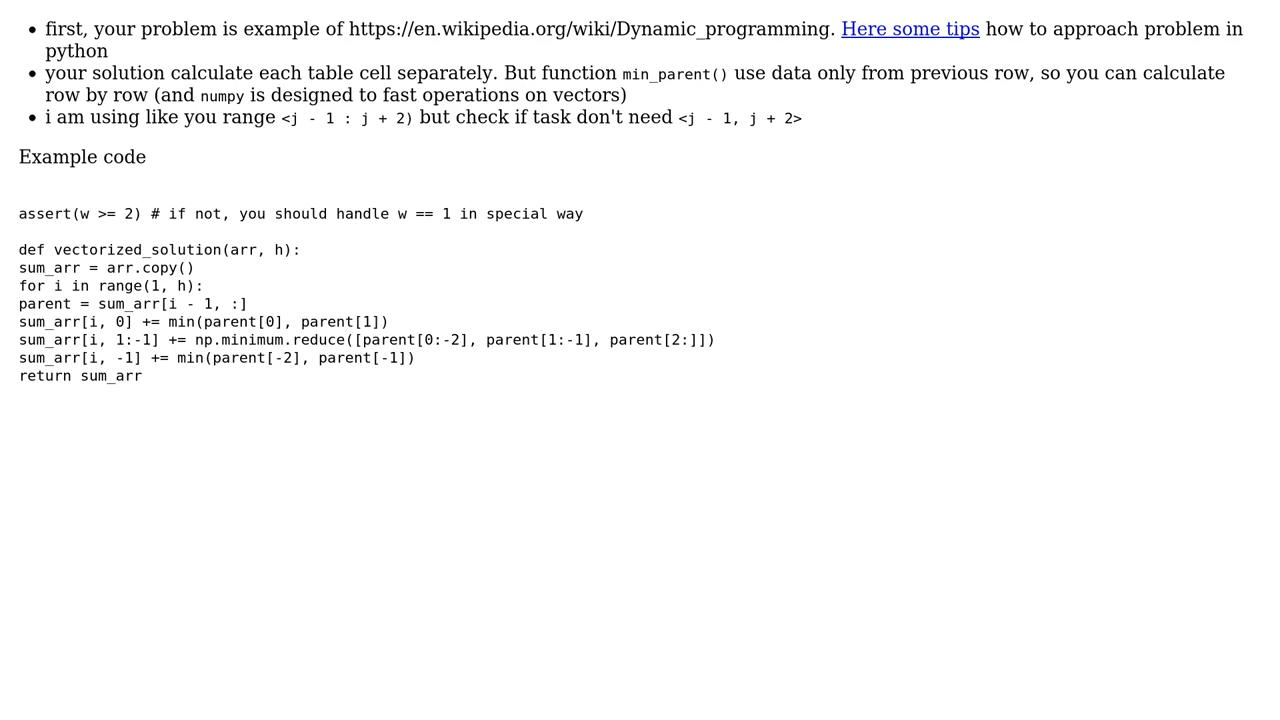 first, your problem is example of https://en.wikipedia.org/wiki/Dynamic_programming. Here some tips how to approach problem in
python
your solution calculate each table cell separately. But function min_parent() use data only from previous row, so you can calculate
row by row (and numpy is designed to fast operations on vectors)
i am using like you range <j - 1 : j + 2) but check if task don't need <j - 1, j + 2>
Example code
assert(w >= 2) # if not, you should handle w == 1 in special way
def vectorized_solution(arr, h):
sum_arr = arr.copy()
for i in range(1, h):
parent = sum_arr[i - 1, :]
sum_arr[i, 0] += min(parent[0], parent[1])
sum_arr[i, 1:-1] += np.minimum.reduce([parent[0:-2], parent[1:-1], parent[2:]])
sum_arr[i, -1] += min(parent[-2], parent[-1])
return sum_arr